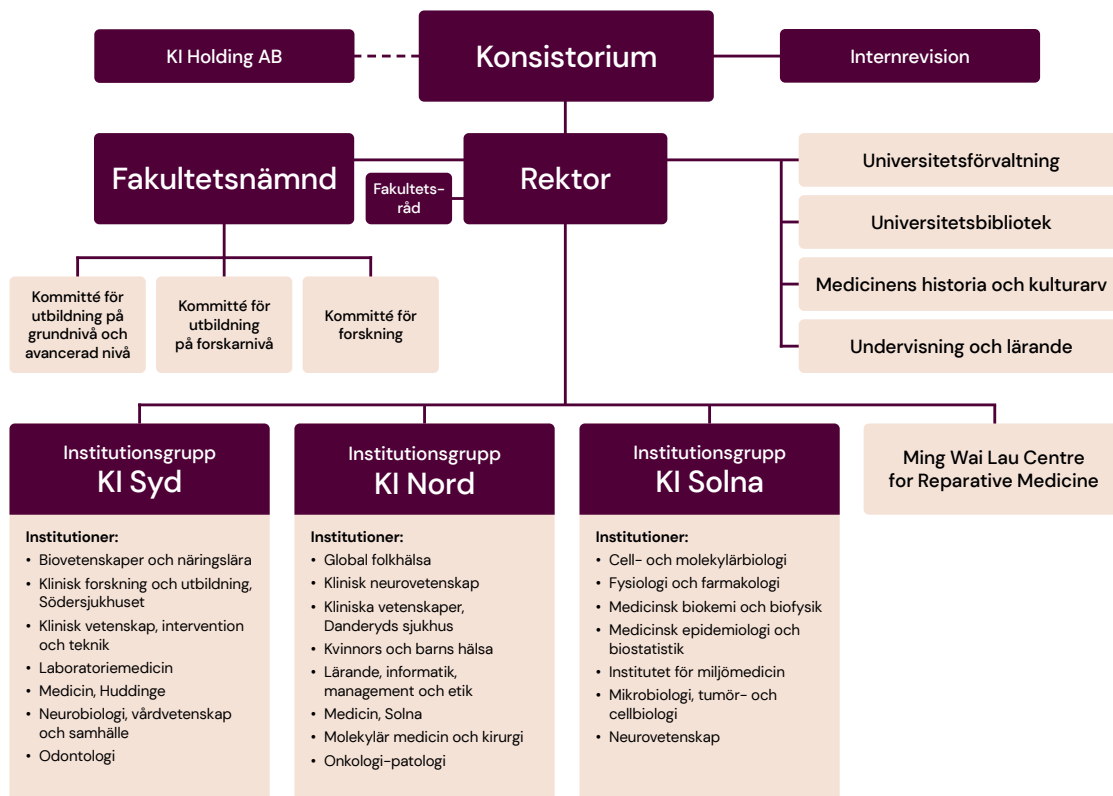 KI Holding AB
Konsistorium
Internrevision
Fakultetsnämnd
Fakultets-
råd
Rektor
Universitetsförvaltning
Universitetsbibliotek
Medicinens historia och kulturarv
Undervisning och lärande
Kommitté för
utbildning på
grundnivå och
avancerad nivå
Kommitté för
utbildning
på forskarnivå
Kommitté för
forskning
Institutionsgrupp
KI Syd
Institutioner:
• Biovetenskaper och näringslära
• Klinisk forskning och utbildning,
Södersjukhuset
• Klinisk vetenskap, intervention
och teknik
• Laboratoriemedicin
• Medicin, Huddinge
• Neurobiologi, vårdvetenskap
och samhälle
• Odontologi
Institutionsgrupp
KI Nord
Institutioner:
• Global folkhälsa
• Klinisk neurovetenskap
• Kliniska vetenskaper,
Danderyds sjukhus
• Kvinnors och barns hälsa
• Lärande, informatik,
management och etik
• Medicin, Solna
• Molekylär medicin och kirurgi
• Onkologi-patologi
Institutionsgrupp
KI Solna
Institutioner:
• Cell- och molekylärbiologi
• Fysiologi och farmakologi
• Medicinsk biokemi och biofysik
• Medicinsk epidemiologi och
biostatistik
• Institutet för miljömedicin
• Mikrobiologi, tumör- och
cellbiologi
• Neurovetenskap
Ming Wai Lau Centre
for Reparative Medicine